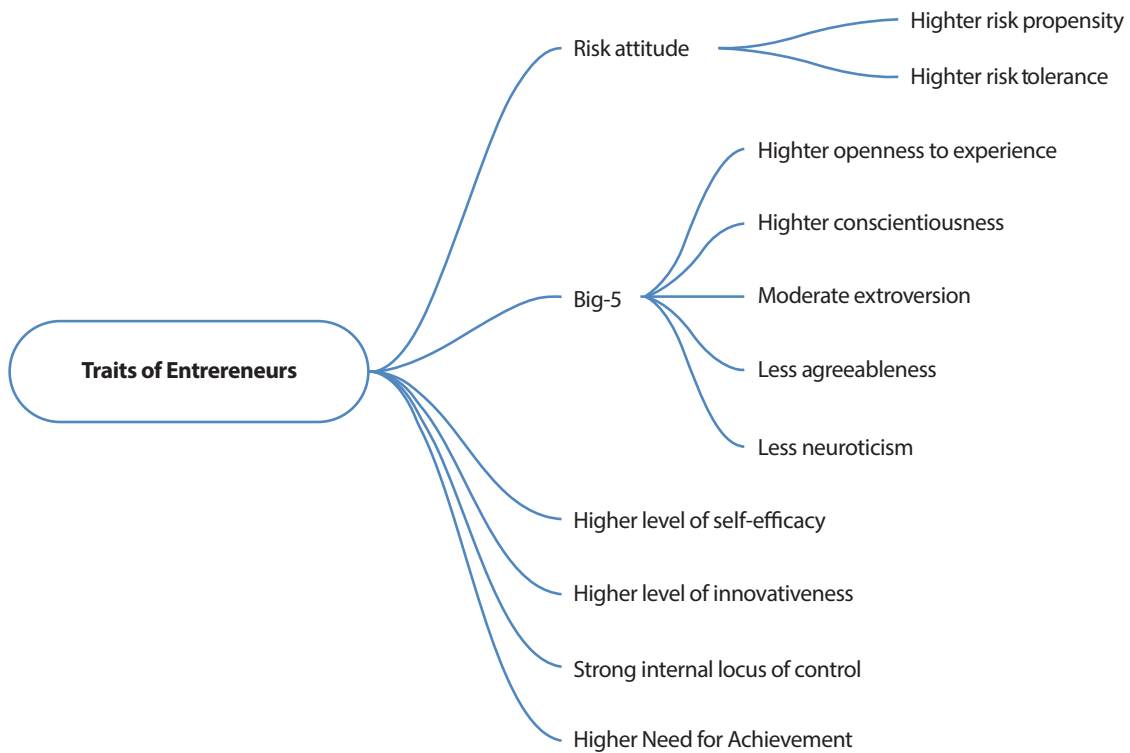 Traits of Entrereneurs
Risk attitude
Highter risk propensity
Highter risk tolerance
Big-5
Highter openness to experience
Highter conscientiousness
Moderate extroversion
Less agreeableness
Less neuroticism
Higher level of self-efficacy
Higher level of innovativeness
Strong internal locus of control
Higher Need for Achievement